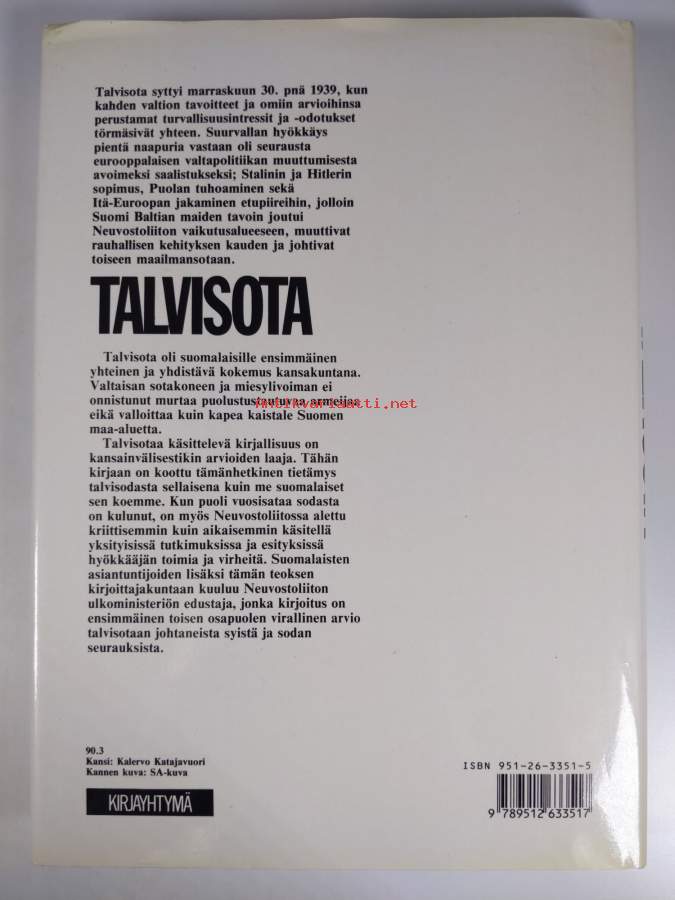 Talvisota syttyi marraskuun 30. pnä 1939, kun
kahden valtion tavoitteet ja omiin arvioihinsa
perustamat turvallisuusintressit ja -odotukset
törmäsivät yhteen. Suurvallan hyökkäys
pientä naapuria vastaan oli seurausta
eurooppalaisen valtapolitiikan muuttumisesta
avoimeksi saalistukseksi; Stalinin ja Hitlerin
sopimus, Puolan tuhoaminen sekä
Itä-Euroopan jakaminen etupiireihin, jolloin
Suomi Baltian maiden tavoin joutui
Neuvostoliiton vaikutusalueeseen, muuttivat
rauhallisen kehityksen kauden ja johtivat
toiseen maailmansotaan.
TALVISOTA
Talvisota oli suomalaisille ensimmäinen
yhteinen ja yhdistävä kokemus kansakuntana.
Valtaisan sotakoneen ja miesylivoiman ei
onnistunut murtaa puolustustautuvaa armeijaa
Antikvariaatti.net
eikä valloittaa kuin kapea kaistale Suomen
maa-aluetta.
Talvisotaa käsittelevä kirjallisuus on
kansainvälisestikin arvioiden laaja. Tähän
kirjaan on koottu tämänhetkinen tietämys
talvisodasta sellaisena kuin me suomalaiset
sen koemme. Kun puoli vuosisataa sodasta
on kulunut, on myös Neuvostoliitossa alettu
kriittisemmin kuin aikaisemmin käsitellä
yksityisissä tutkimuksissa ja esityksissä
hyökkääjän toimia ja virheitä. Suomalaisten
asiantuntijoiden lisäksi tämän teoksen
kirjoittajakuntaan kuuluu Neuvostoliiton
ulkoministeriön edustaja, jonka kirjoitus on
ensimmäinen toisen osapuolen virallinen arvio
talvisotaan johtaneista syistä ja sodan
seurauksista.
90.3
Kansi: Kalervo Katajavuori
Kannen kuva: SA-kuva
KIRJAYHTYMÄ
ISBN 951-26-3351-5
9 789512 633517